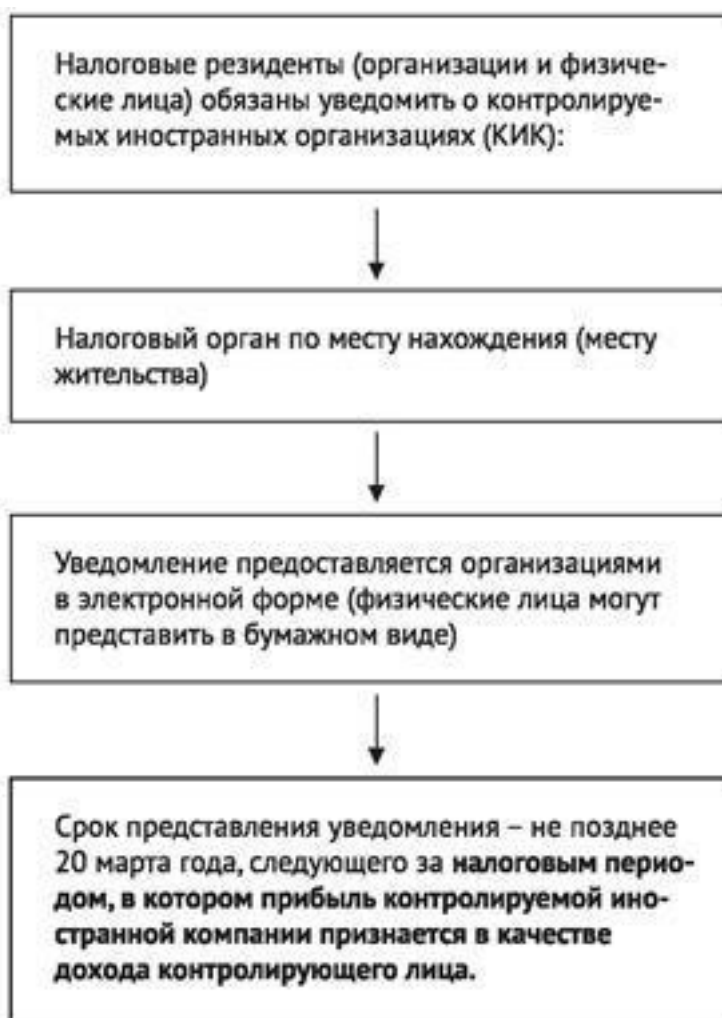 Налоговые резиденты (организации и физиче-
ские лица) обязаны уведомить о контролируе-
мых иностранных организациях (КИК):
Налоговый орган по месту нахождения (месту
жительства)
Уведомление предоставляется организациями
в электронной форме (физические лица могут
представить в бумажном виде)
Срок представления уведомления – не позднее
20 марта года, следующего за налоговым перио-
дом, в котором прибыль контролируемой ино-
странной компании признается в качестве
дохода контролирующего лица.